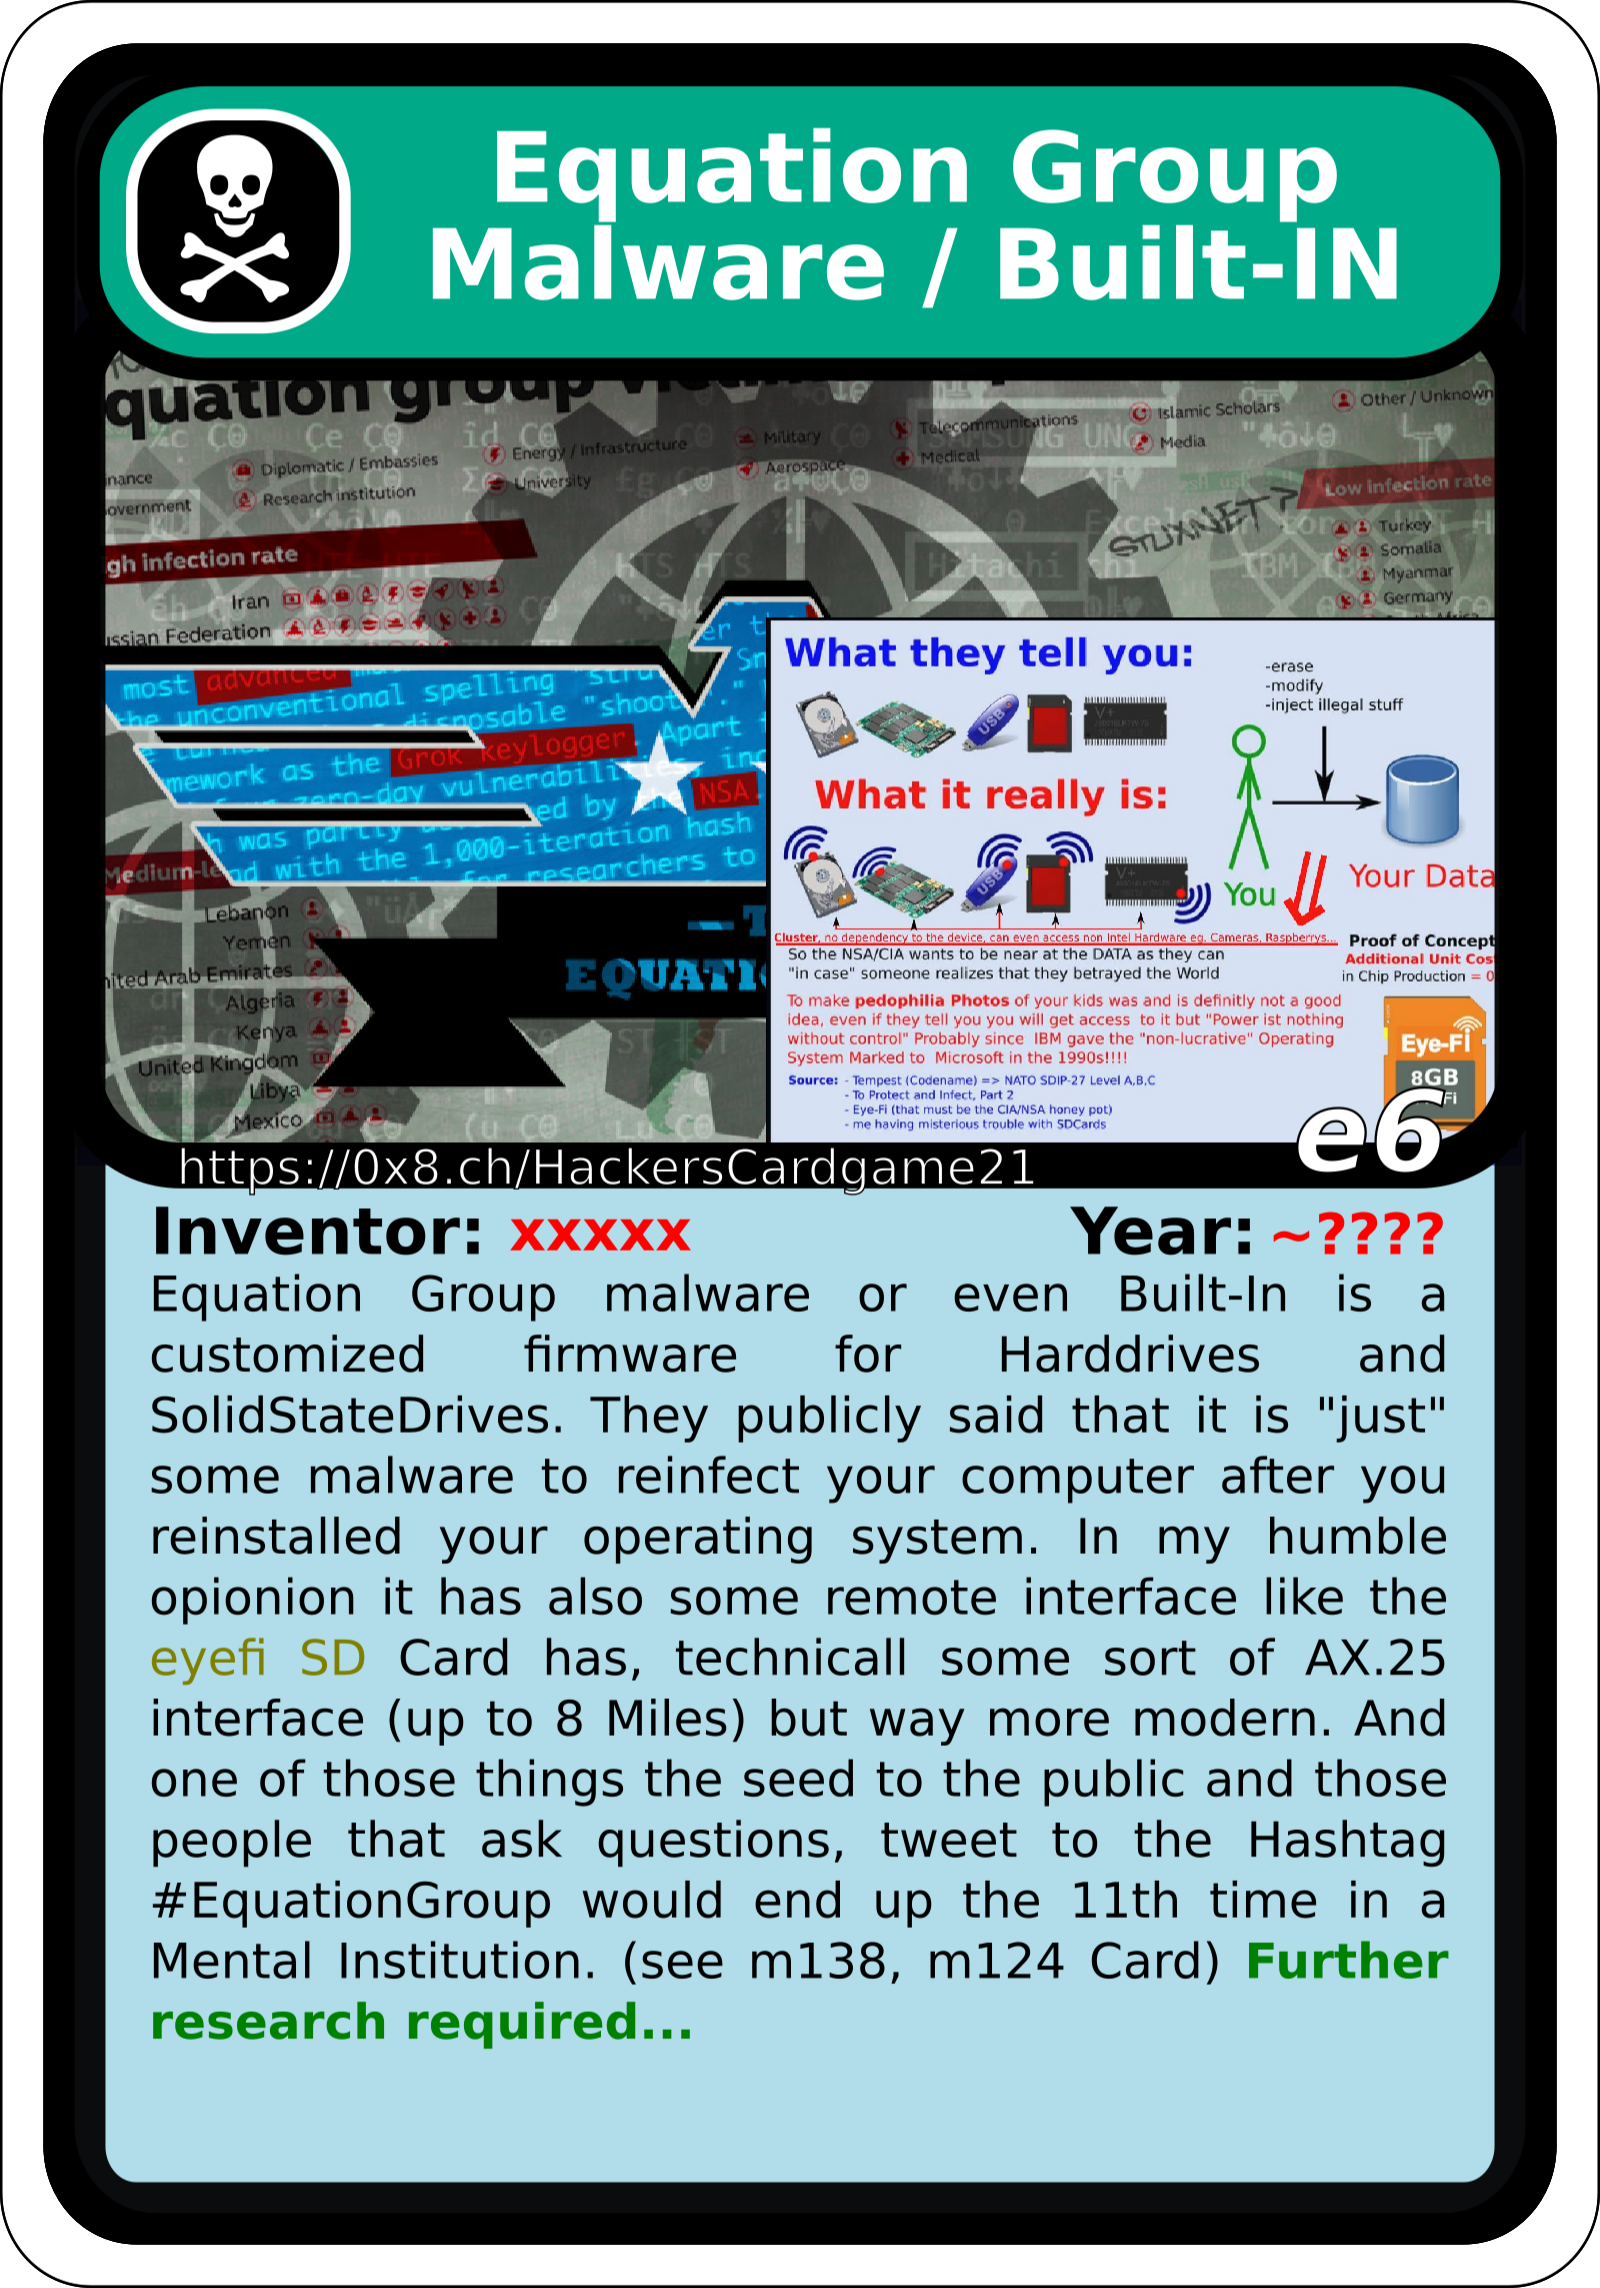 Equation Group
Malware / Built-IN
quation group
Other / Unknown
Islamic Scholars
Telecommunications
Media
Military
Energy / Infrastructure
Medical
Aerospace
Diplomatic / Embassies
University
nance
Research institution
overnment
Low infection rate
STUXNET?
Turkey
gh infection rate
Somalia
Myanmar
Iran
Germany
ussian Federation
Hitachi
IBM
er t
most advanced
he unconventional spelling "stra
disposable "shoot
mework as the Grok keylogger. Apart
zero-day vulnerabili
ed by the NSA.
h was partly
nd with the 1,000-iteration hash
for researchers to
Medium-le
Lebanon
Yemen
nited Arab Emirates
Algeria
Kenya
United Kingdom
Libya
Mexico
EQUATI
What they tell you:
-erase
-modify
-inject illegal stuff
USB
V+
What it really is:
USB
V+
You
Your Data
Cluster, no dependency to the device, can even access non Intel Hardware eg. Cameras, Raspberrys...
So the NSA/CIA wants to be near at the DATA as they can
"in case" someone realizes that they betrayed the World
Proof of Concept
Additional Unit Cos
in Chip Production = 0
To make pedophilia Photos of your kids was and is definitly not a good
idea, even if they tell you you will get access to it but "Power ist nothing
without control" Probably since IBM gave the "non-lucrative" Operating
System Marked to Microsoft in the 1990s!!!!
Source: - Tempest (Codename) => NATO SDIP-27 Level A,B,C
- To Protect and Infect, Part 2
- Eye-Fi (that must be the CIA/NSA honey pot)
- me having misterious trouble with SDCards
Eye-Fi
8GB
Fi
e6
https://0x8.ch/HackersCardgame21
Inventor: xxxxx
Year: ~????
Equation Group malware or even Built-In is a
customized firmware for Harddrives and
SolidStateDrives. They publicly said that it is "just"
some malware to reinfect your computer after you
reinstalled your operating system. In my humble
opionion it has also some remote interface like the
eyefi SD Card has, technicall some sort of AX.25
interface (up to 8 Miles) but way more modern. And
one of those things the seed to the public and those
people that ask questions, tweet to the Hashtag
#EquationGroup would end up the 11th time in a
Mental Institution. (see m138, m124 Card) Further
research required...